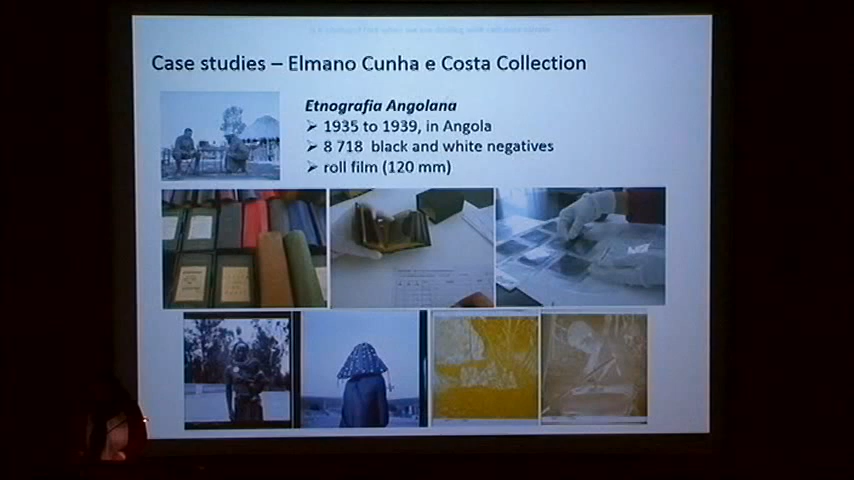 Case studies – Elmano Cunha e Costa Collection
Etnografia Angolana
➢ 1935 to 1939, in Angola
➢ 8 718 black and white negatives
➢ roll film (120 mm)